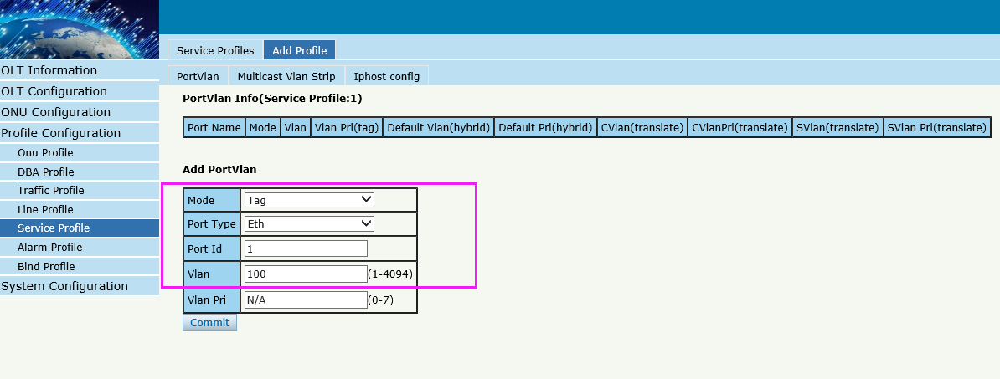 Service Profiles Add Profile
OLT Information
OLT Configuration
ONU Configuration
Profile Configuration
Onu Profile
DBA Profile
Traffic Profile
Line Profile
Service Profile
Alarm Profile
Bind Profile
System Configuration
PortVlan Multicast Vlan Strip Iphost config
PortVlan Info(Service Profile:1)
Port Name Mode Vlan Vlan Pri(tag) Default Vlan(hybrid) Default Pri(hybrid) CVlan(translate) CVlanPri(translate) SVlan(translate) SVlan Pri(translate)
Add PortVlan
Mode Tag
Port Type Eth
Port Id 1
Vlan 100 (1-4094)
Vlan Pri N/A (0-7)
Commit